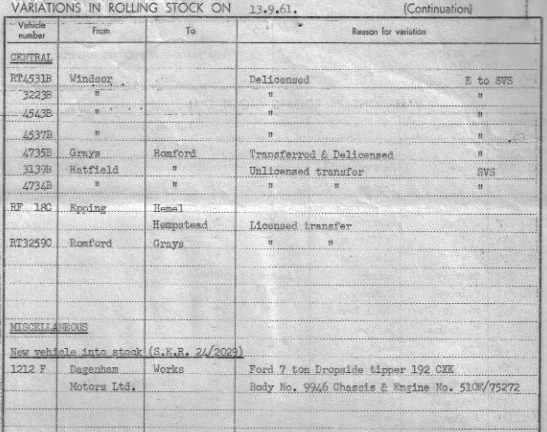 VARIATIONS IN ROLLING STOCK ON 13.9.61. (Continuation)
Vehicle number From To Reason for variation
CENTRAL
RT4531B Windsor Delicensed E to SVS
3223B " " "
4543B " " "
4537B " " "
4735B Grays Romford Transferred & Delicensed "
3139B Hatfield " Unlicensed transfer SVS
4734B " " " " "
RF 18C Epping Hemel
Hempstead Licensed transfer
RT3259C Romford Grays " "
MISCELLANEOUS
New vehicle into stock (S.E.R. 24/2029)
1212 F Dagenham Works Ford 7 ton Dropside tipper 192 CXK
Motors Ltd. Body No. 9946 Chassis & Engine No. 510E/75272